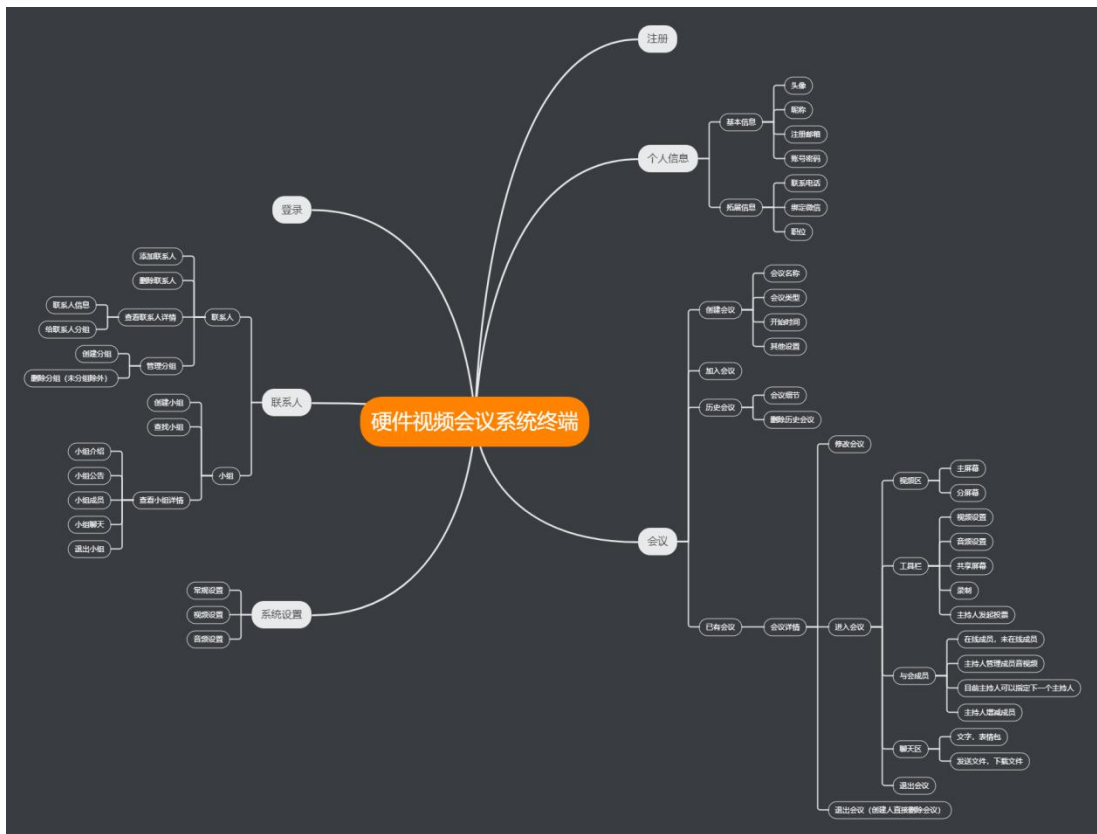 注册
头像
昵称
基本信息
注册邮箱
账号密码
个人信息
联系电话
拓展信息
绑定微信
职位
登录
添加联系人
删除联系人
联系人信息
查看联系人详情
联系人
给联系人分组
创建分组
管理分组
删除分组（未分组除外）
联系人
创建小组
查找小组
小组介绍
小组公告
小组
小组成员
查看小组详情
小组聊天
退出小组
硬件视频会议系统终端
常规设置
视频设置
系统设置
音频设置
会议
会议名称
会议类型
创建会议
开始时间
其他设置
加入会议
会议细节
历史会议
删除历史会议
已有会议
会议详情
修改会议
进入会议
主屏幕
视频区
分屏幕
视频设置
音频设置
工具栏
共享屏幕
录制
主持人发起投票
在线成员，未在线成员
主持人管理成员音视频
与会成员
目前主持人可以指定下一个主持人
主持人增减成员
文字，表情包
聊天区
发送文件，下载文件
退出会议
退出会议（创建人直接删除会议）